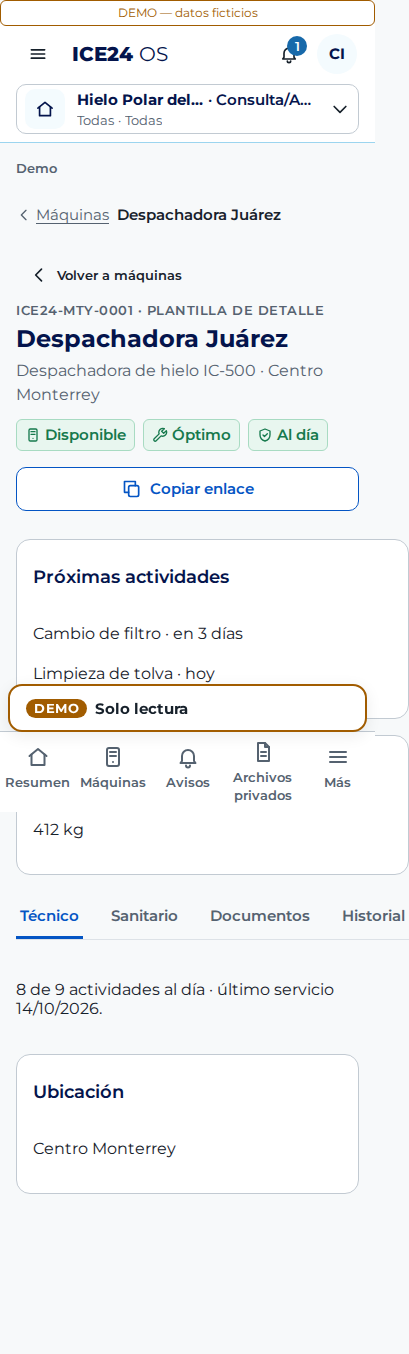 DEMO — datos ficticios
ICE24 OS
1
CI
Hielo Polar del... · Consulta/A...
Todas · Todas
Demo
Máquinas Despachadora Juárez
Volver a máquinas
ICE24-MTY-0001 · PLANTILLA DE DETALLE
Despachadora Juárez
Despachadora de hielo IC-500 · Centro
Monterrey
Disponible Óptimo Al día
Copiar enlace
Próximas actividades
Cambio de filtro · en 3 días
Limpieza de tolva · hoy
DEMO Solo lectura
Resumen Máquinas Avisos Archivos privados Más
412 kg
Técnico Sanitario Documentos Historial
8 de 9 actividades al día · último servicio
14/10/2026.
Ubicación
Centro Monterrey